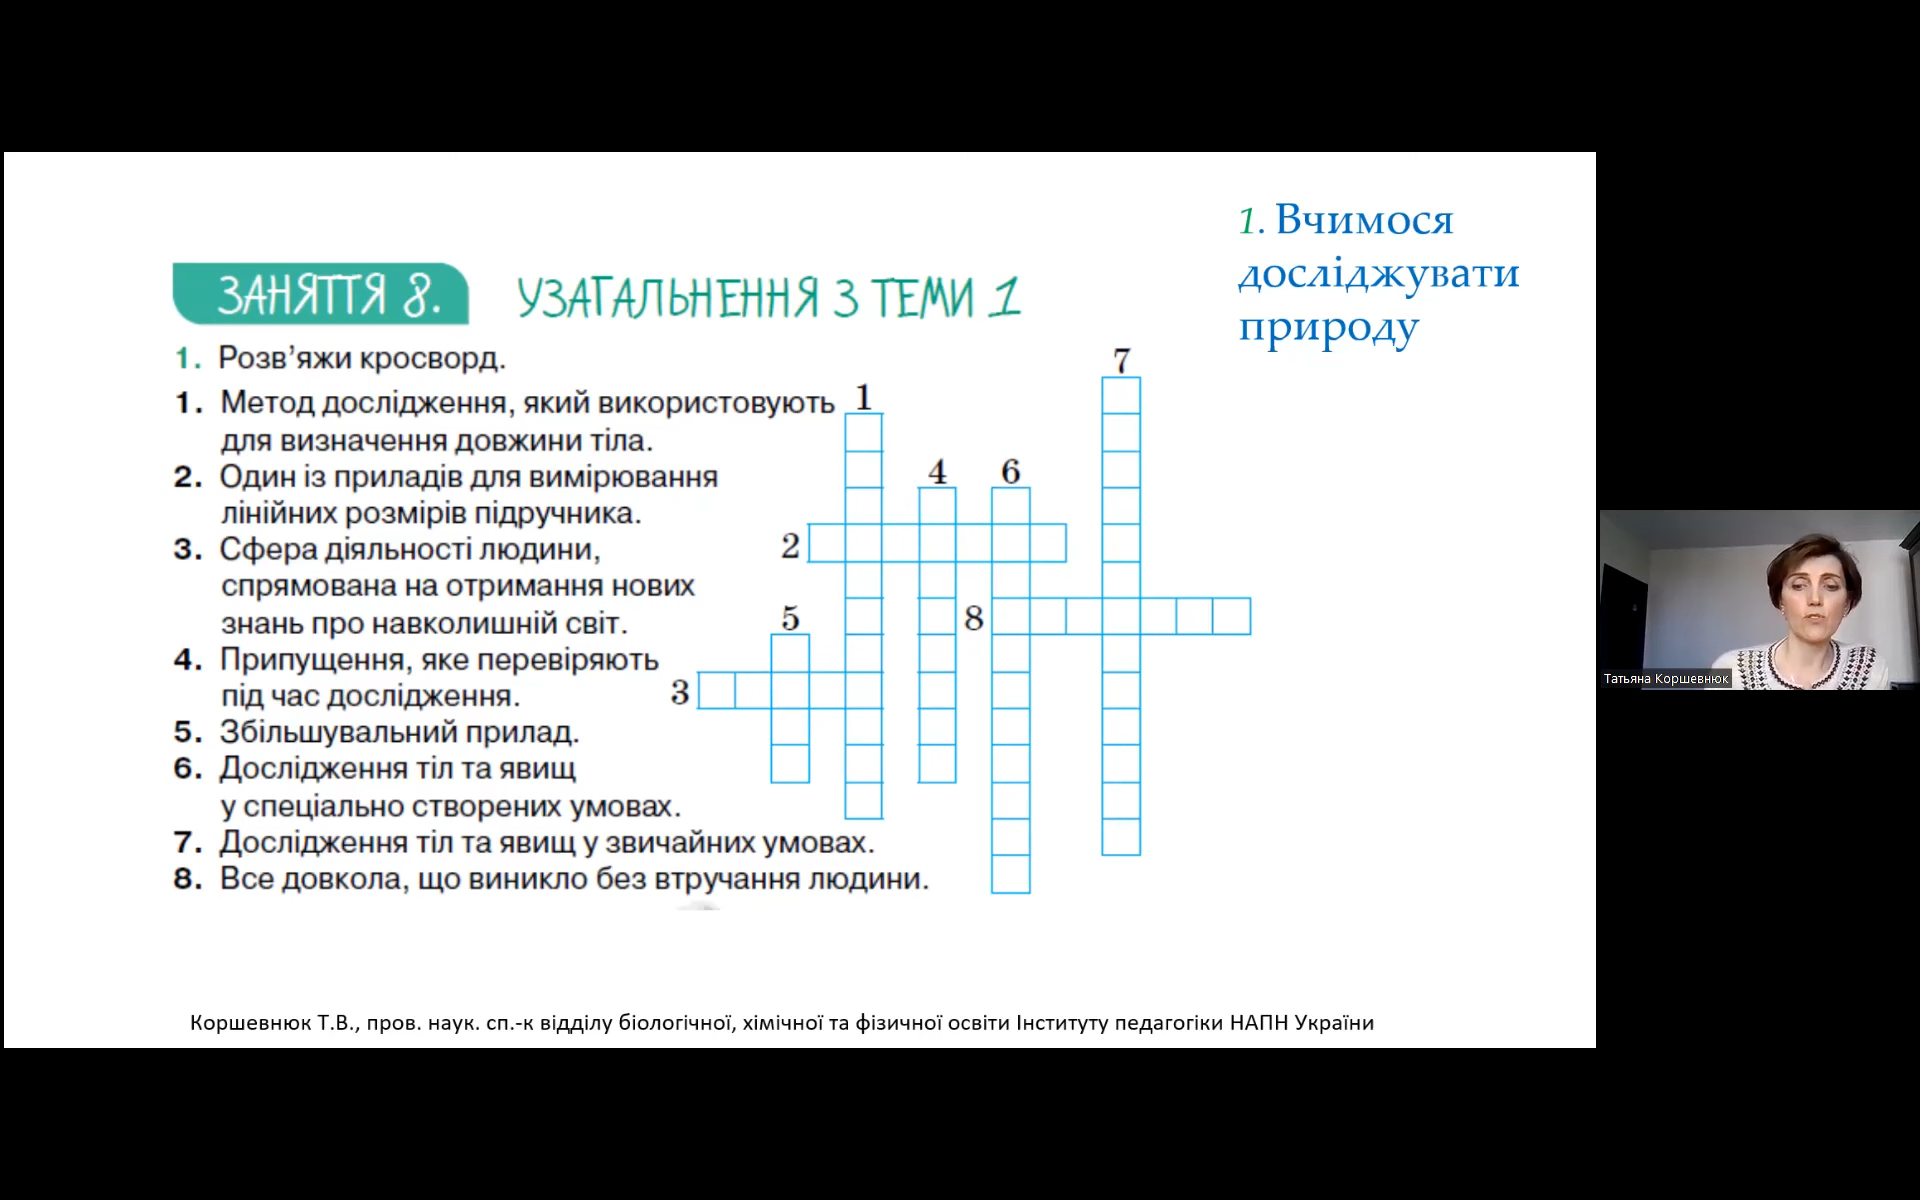 1. Вчимося
досліджувати
природу
ЗАНЯТТЯ 8. УЗАГАЛЬНЕННЯ З ТЕМИ 1
1. Розв’яжи кросворд.
1. Метод дослідження, який використовують
для визначення довжини тіла.
2. Один із приладів для вимірювання
лінійних розмірів підручника.
3. Сфера діяльності людини,
спрямована на отримання нових
знань про навколишній світ.
4. Припущення, яке перевіряють
під час дослідження.
5. Збільшувальний прилад.
6. Дослідження тіл та явищ
у спеціально створених умовах.
7. Дослідження тіл та явищ у звичайних умовах.
8. Все довкола, що виникло без втручання людини.
7
1
4 6
2
5 8
3
Коршевнюк Т.В., пров. наук. сп.-к відділу біологічної, хімічної та фізичної освіти Інституту педагогіки НАПН України
Татьяна Коршевнюк